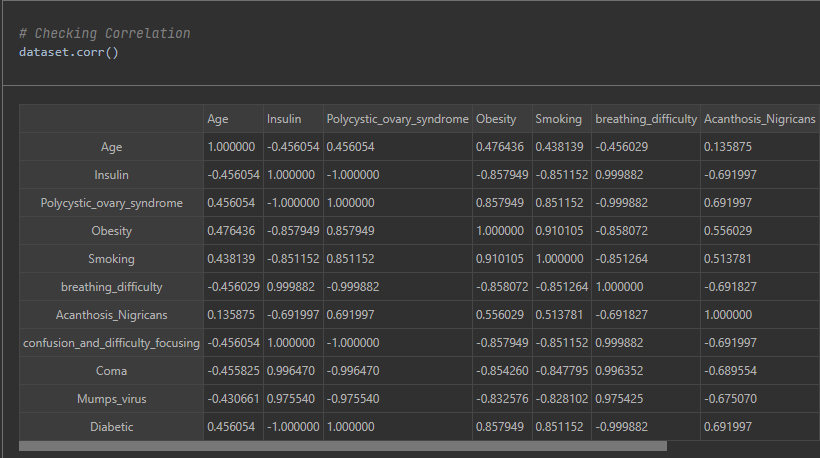 # Checking Correlation
dataset.corr()
Age Insulin Polycystic_ovary_syndrome Obesity Smoking breathing_difficulty Acanthosis_Nigricans
Age 1.000000 -0.456054 0.456054 0.476436 0.438139 -0.456029 0.135875
Insulin -0.456054 1.000000 -1.000000 -0.857949 -0.851152 0.999882 -0.691997
Polycystic_ovary_syndrome 0.456054 -1.000000 1.000000 0.857949 0.851152 -0.999882 0.691997
Obesity 0.476436 -0.857949 0.857949 1.000000 0.910105 -0.858072 0.556029
Smoking 0.438139 -0.851152 0.851152 0.910105 1.000000 -0.851264 0.513781
breathing_difficulty -0.456029 0.999882 -0.999882 -0.858072 -0.851264 1.000000 -0.691827
Acanthosis_Nigricans 0.135875 -0.691997 0.691997 0.556029 0.513781 -0.691827 1.000000
confusion_and_difficulty_focusing -0.456054 1.000000 -1.000000 -0.857949 -0.851152 0.999882 -0.691997
Coma -0.455825 0.996470 -0.996470 -0.854260 -0.847795 0.996352 -0.689554
Mumps_virus -0.430661 0.975540 -0.975540 -0.832576 -0.828102 0.975425 -0.675070
Diabetic 0.456054 -1.000000 1.000000 0.857949 0.851152 -0.999882 0.691997